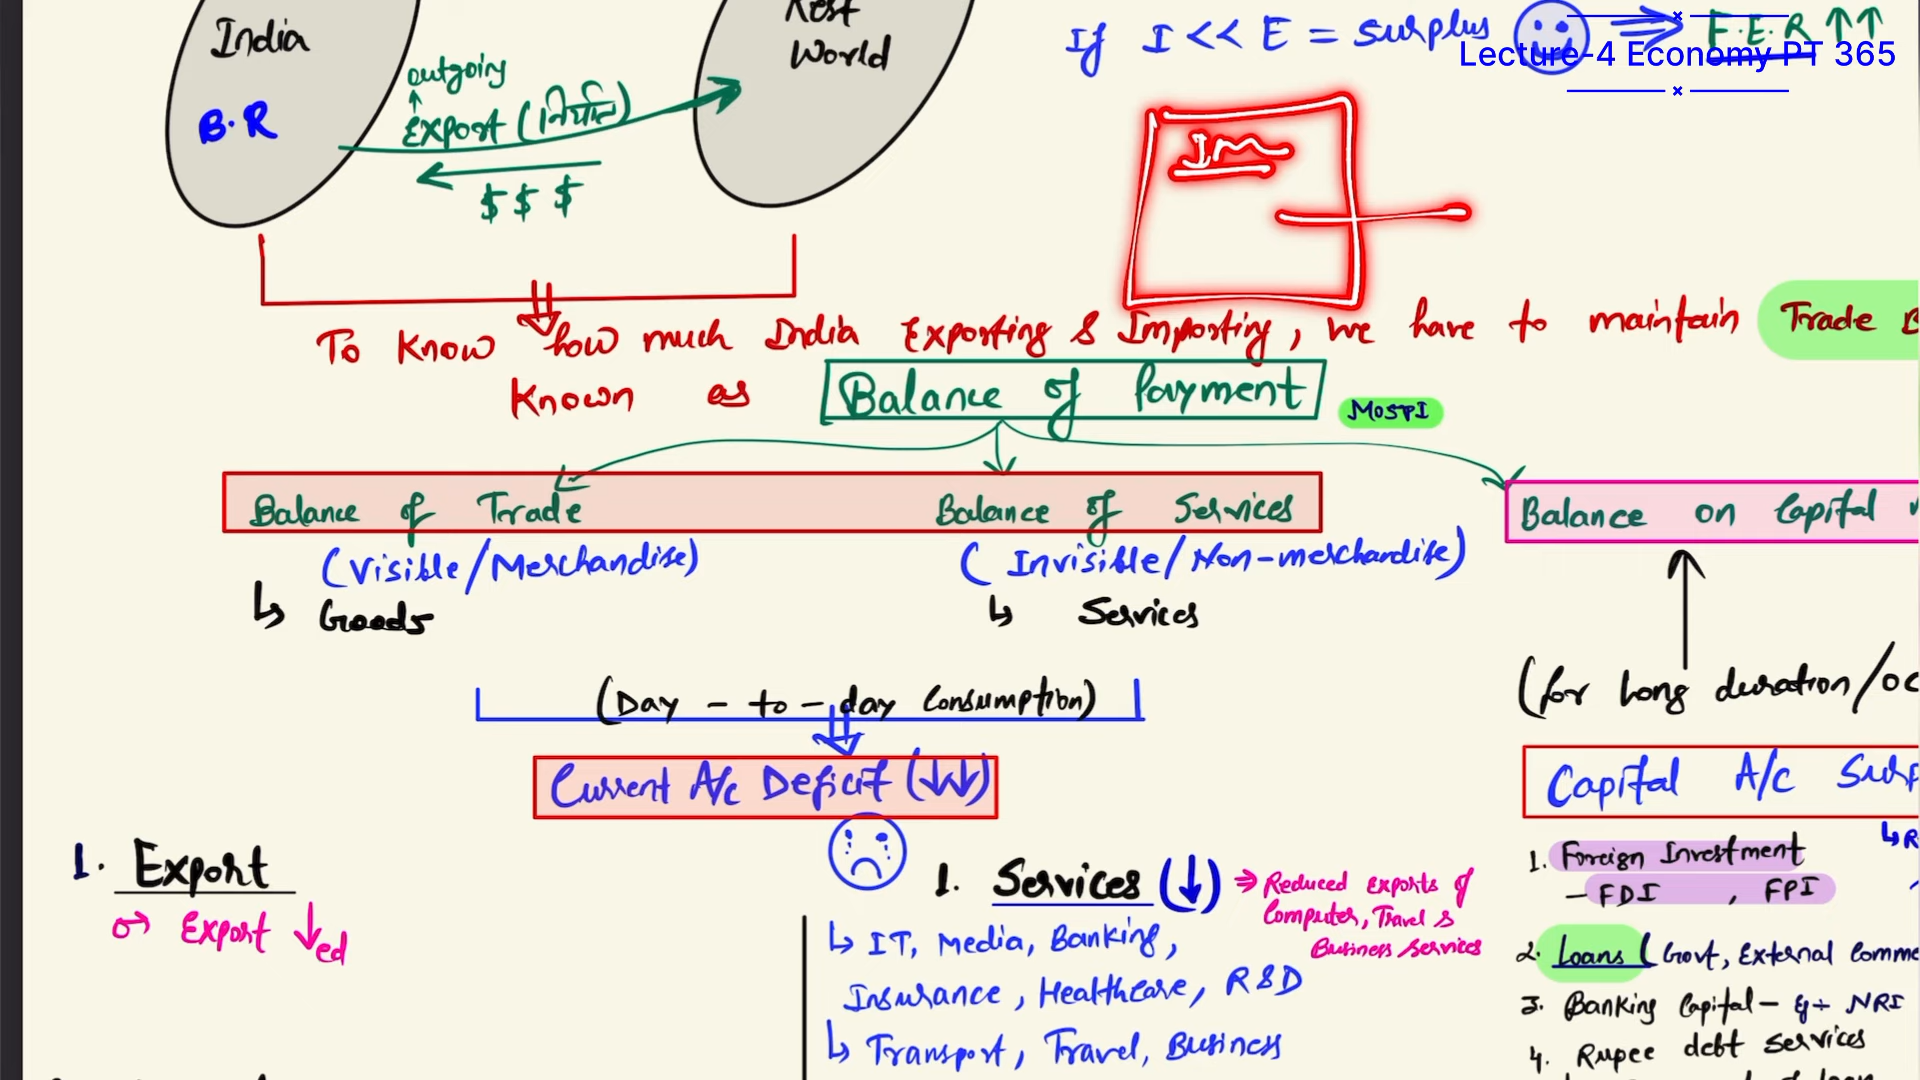 India
B.R
outgoing
Export (निर्यात)
$ $ $
Rest
World
If I << E = Surplus ⇒ F.E.R ↑↑
Lecture-4 Economy PT 365
Im
To Know how much India Exporting & Importing, we have to maintain Trade
Known as Balance of Payment
MOSPI
Balance of Trade
(Visible/Merchandise)
↳ Goods
Balance of Services
(Invisible/Non-merchandise)
↳ Services
Balance on Capital
(for long duration/
(Day - to - day Consumption)
Current A/c Deficit (↓↓)
Capital A/c
1. Export
Export ↓ed
1. Services (↓) ⇒ Reduced exports of
Computer, Travel &
Business Services
↳ IT, Media, Banking,
Insurance, Healthcare, R&D
↳ Transport, Travel, Business
1. Foreign Investment
– FDI , FPI
2. Loans (Govt, External
3. Banking Capital – NRI
4. Rupee debt services